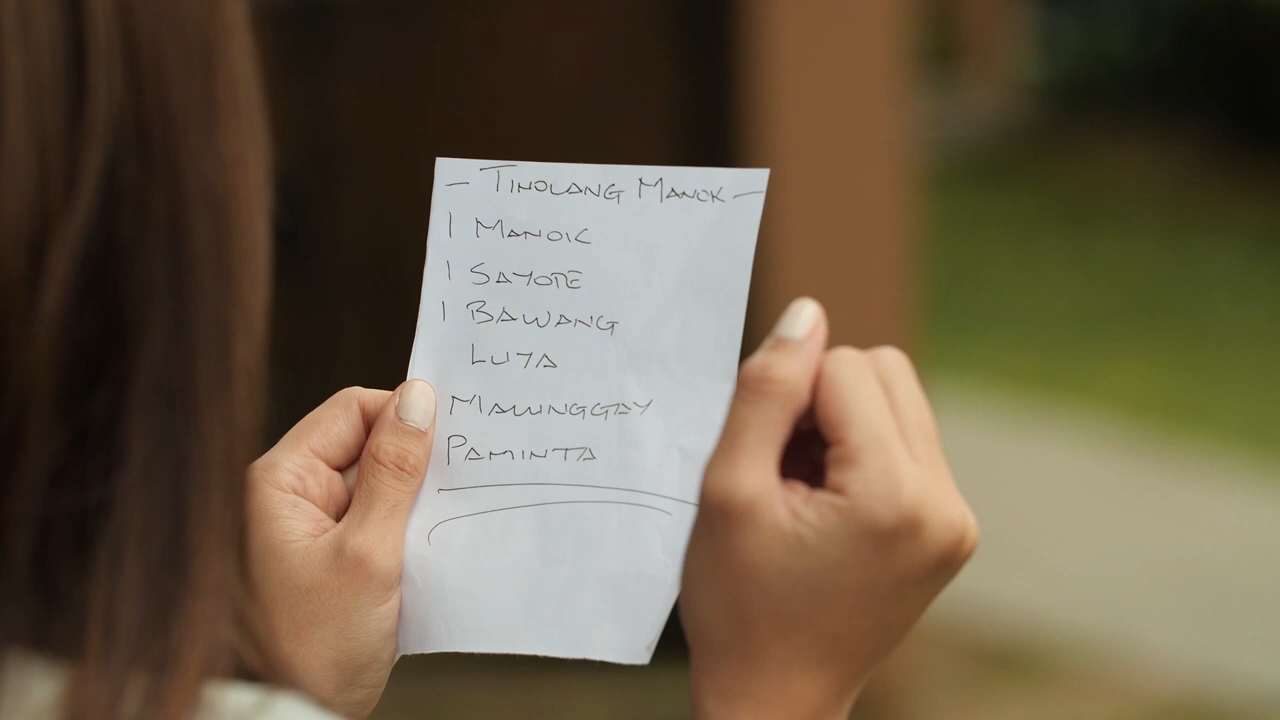 - TINOLANG MANOK -
1 MANOK
1 SAYOTE
1 BAWANG
LUYA
MALUNGGAY
PAMINTA